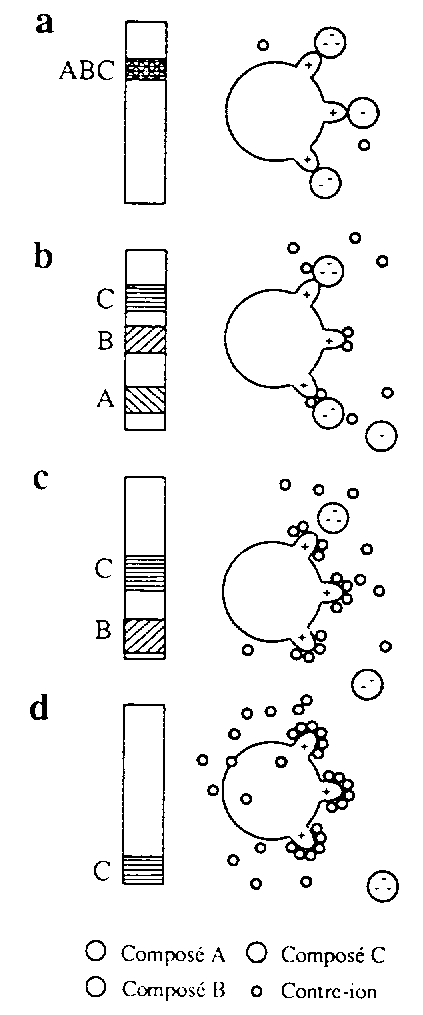 a
ABC
b
C
B
A
c
C
B
d
C
Composé A Composé C
Composé B Contre-ion